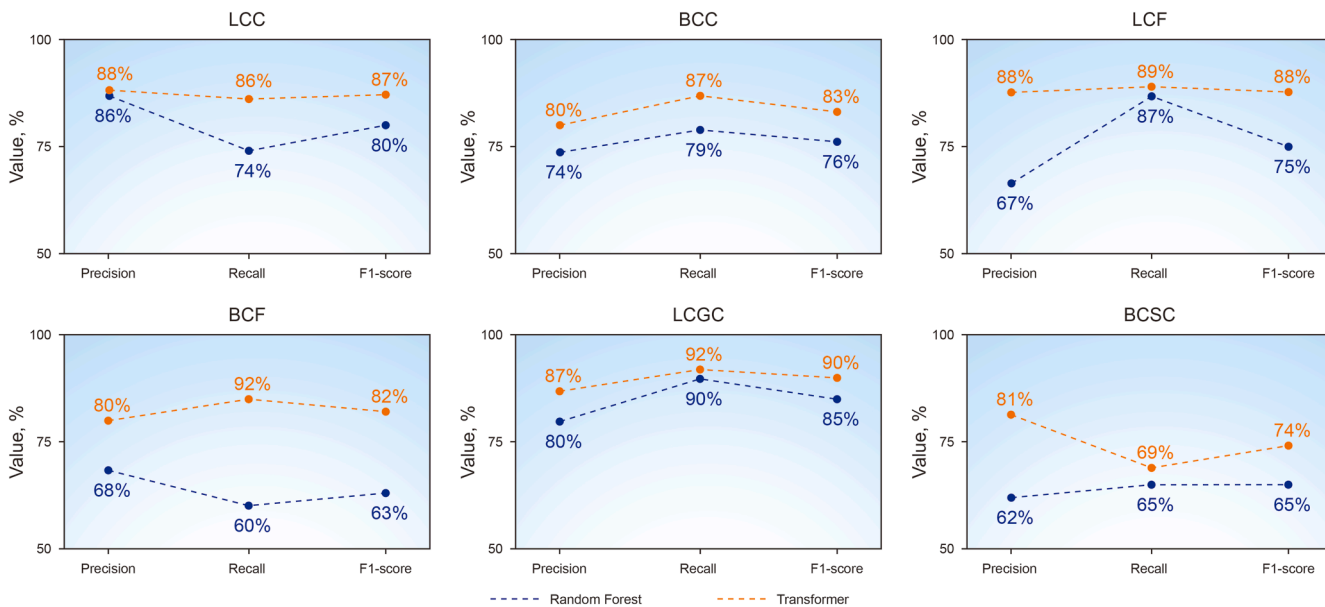 LCC
BCC
LCF
100
75
50
Value, %
88%
86%
87%
86%
74%
80%
Precision
Recall
F1-score
100
75
50
Value, %
80%
87%
83%
74%
79%
76%
Precision
Recall
F1-score
100
75
50
Value, %
88%
89%
88%
67%
87%
75%
Precision
Recall
F1-score
BCF
LCGC
BCSC
100
75
50
Value, %
80%
92%
82%
68%
60%
63%
Precision
Recall
F1-score
100
75
50
Value, %
87%
92%
90%
80%
90%
85%
Precision
Recall
F1-score
100
75
50
Value, %
81%
69%
74%
62%
65%
65%
Precision
Recall
F1-score
Random Forest
Transformer